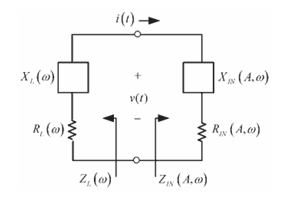 i(t)
X_L(ω)
+
X_IN(A,ω)
v(t)
−
R_L(ω)
R_IN(A,ω)
Z_L(ω)
Z_IN(A,ω)